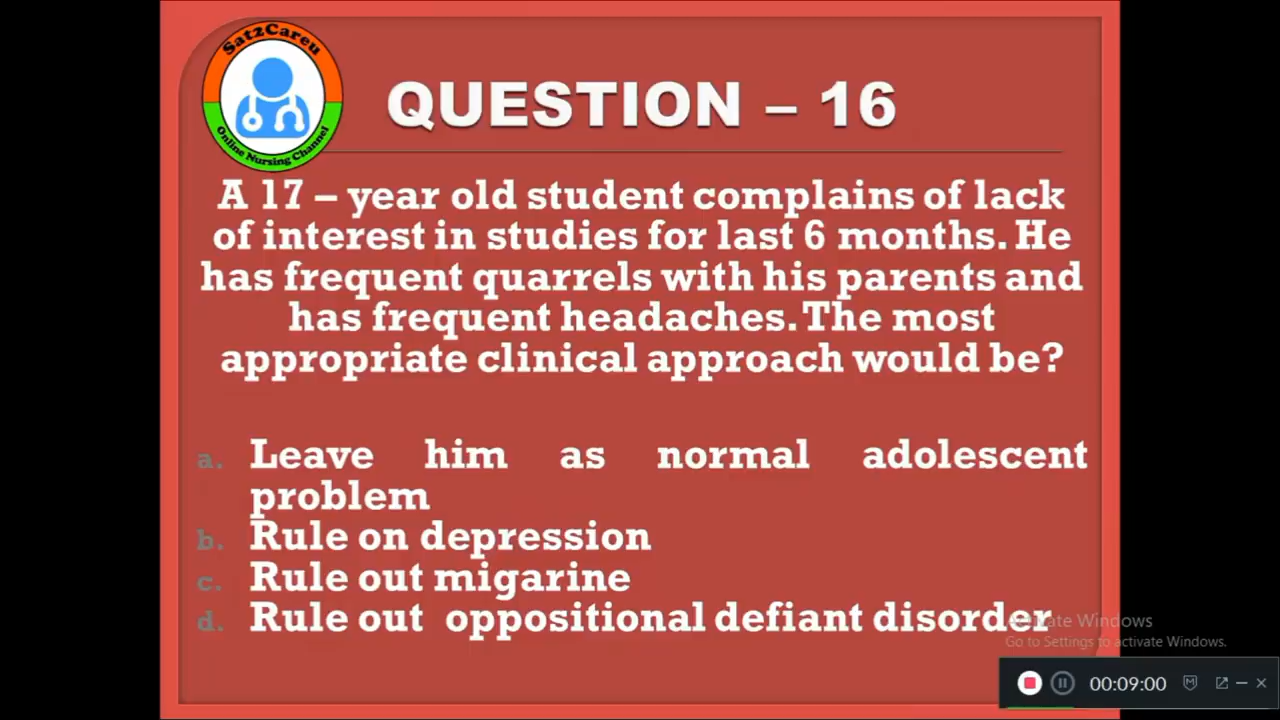 Sat2Careu
Online Nursing Channel
QUESTION – 16
A 17 – year old student complains of lack
of interest in studies for last 6 months. He
has frequent quarrels with his parents and
has frequent headaches. The most
appropriate clinical approach would be?
a. Leave him as normal adolescent
problem
b. Rule on depression
c. Rule out migarine
d. Rule out oppositional defiant disorder
Activate Windows
Go to Settings to activate Windows.
00:09:00